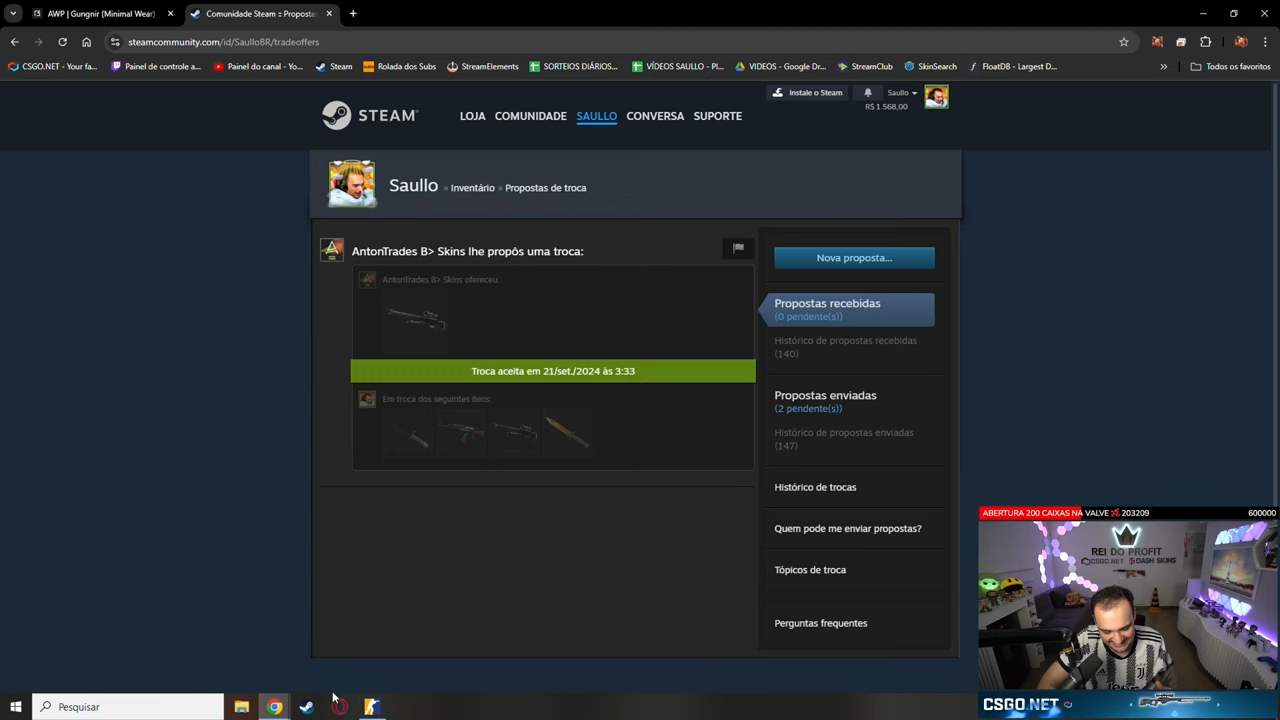 AWP | Gungnir (Minimal Wear)
Comunidade Steam :: Propostas
steamcommunity.com/id/SaulloBR/tradeoffers
CSGO.NET - Your fa...
Painel de controle a...
Painel do canal - Yo...
Steam
Rolada dos Subs
StreamElements
SORTEIOS DIÁRIOS...
VÍDEOS SAULLO - Pl...
VIDEOS - Google Dr...
StreamClub
SkinSearch
FloatDB - Largest D...
»
Todos os favoritos
Instale o Steam
Saullo
R$ 1.568,00
STEAM
LOJA COMUNIDADE SAULLO CONVERSA SUPORTE
Saullo » Inventário » Propostas de troca
AntonTrades B> Skins lhe propôs uma troca:
AntonTrades B> Skins ofereceu:
Troca aceita em 21/set./2024 às 3:33
Em troca dos seguintes itens:
Nova proposta...
Propostas recebidas
(0 pendente(s))
Histórico de propostas recebidas
(140)
Propostas enviadas
(2 pendente(s))
Histórico de propostas enviadas
(147)
Histórico de trocas
Quem pode me enviar propostas?
Tópicos de troca
Perguntas frequentes
ABERTURA 200 CAIXAS NA VALVE 203209 600000
REI DO PROFIT
CSGO.NET DASH SKINS
CSGO.NET
Pesquisar